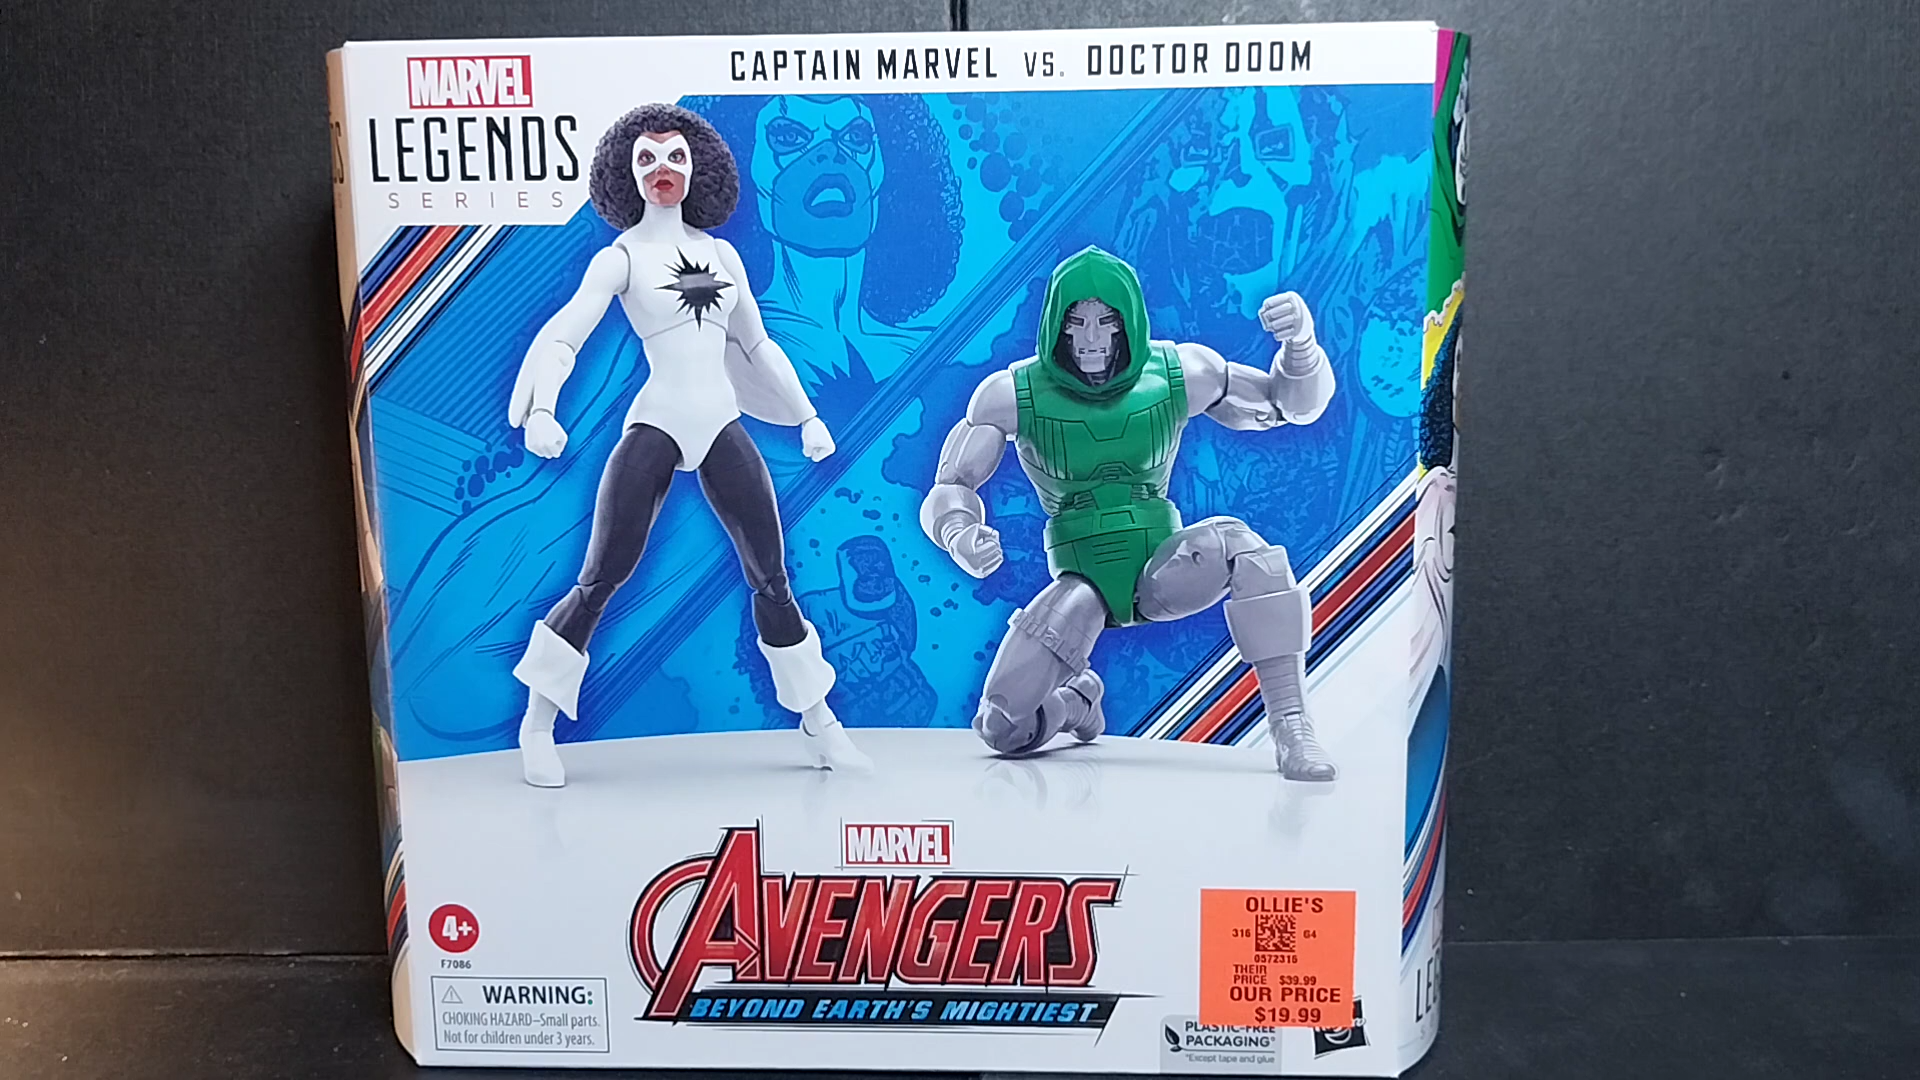 CAPTAIN MARVEL VS. DOCTOR DOOM
MARVEL
LEGENDS
SERIES
MARVEL
AVENGERS
BEYOND EARTH'S MIGHTIEST
4+
F7086
WARNING:
CHOKING HAZARD–Small parts.
Not for children under 3 years.
OLLIE'S
316 G4
0572316
THEIR
PRICE $39.99
OUR PRICE
$19.99
PLASTIC-FREE
PACKAGING*
*Except tape and glue